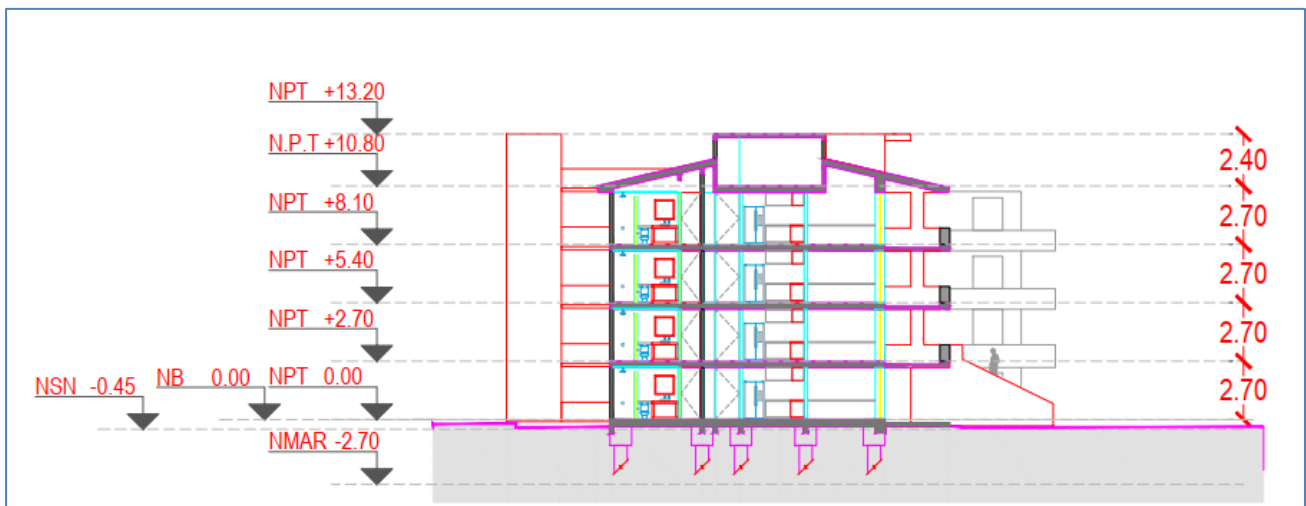 NPT +13.20
N.P.T +10.80
2.40
NPT +8.10
2.70
NPT +5.40
2.70
NPT +2.70
2.70
NSN -0.45 NB 0.00 NPT 0.00
2.70
NMAR -2.70